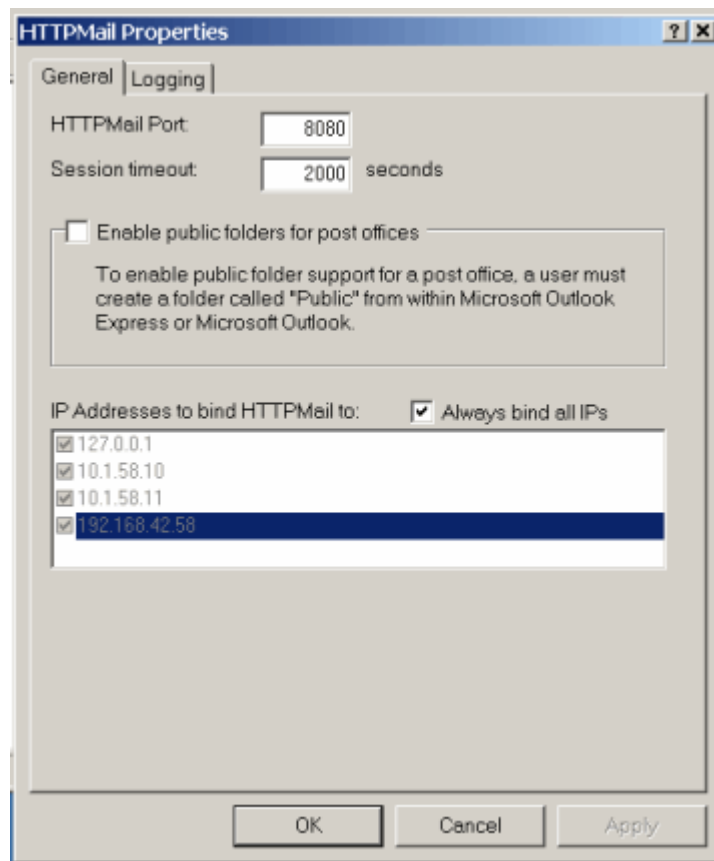 HTTPMail Properties
General
Logging
HTTPMail Port:
8080
Session timeout:
2000
seconds
Enable public folders for post offices
To enable public folder support for a post office, a user must
create a folder called "Public" from within Microsoft Outlook
Express or Microsoft Outlook.
IP Addresses to bind HTTPMail to:
Always bind all IPs
127.0.0.1
10.1.58.10
10.1.58.11
192.168.42.58
OK
Cancel
Apply